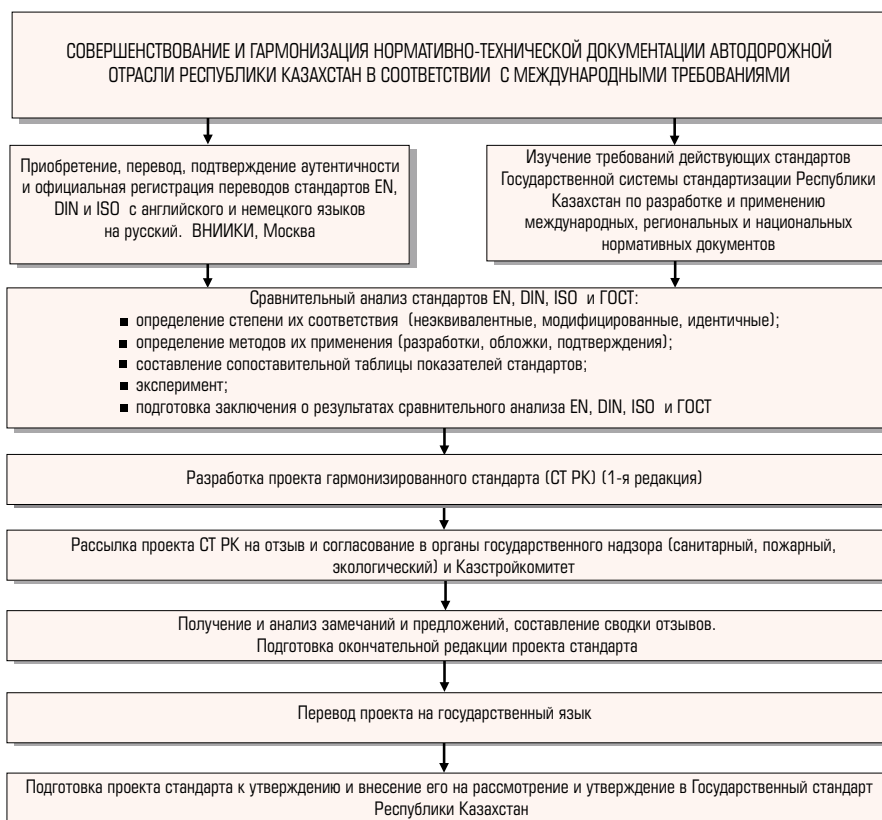 СОВЕРШЕНСТВОВАНИЕ И ГАРМОНИЗАЦИЯ НОРМАТИВНО-ТЕХНИЧЕСКОЙ ДОКУМЕНТАЦИИ АВТОДОРОЖНОЙ
ОТРАСЛИ РЕСПУБЛИКИ КАЗАХСТАН В СООТВЕТСТВИИ С МЕЖДУНАРОДНЫМИ ТРЕБОВАНИЯМИ
Приобретение, перевод, подтверждение аутентичности
и официальная регистрация переводов стандартов EN,
DIN и ISO с английского и немецкого языков
на русский. ВНИИКИ, Москва
Изучение требований действующих стандартов
Государственной системы стандартизации Республики
Казахстан по разработке и применению
международных, региональных и национальных
нормативных документов
Сравнительный анализ стандартов EN, DIN, ISO и ГОСТ:
■ определение степени их соответствия (неэквивалентные, модифицированные, идентичные);
■ определение методов их применения (разработки, обложки, подтверждения);
■ составление сопоставительной таблицы показателей стандартов;
■ эксперимент;
■ подготовка заключения о результатах сравнительного анализа EN, DIN, ISO и ГОСТ
Разработка проекта гармонизированного стандарта (СТ РК) (1-я редакция)
Рассылка проекта СТ РК на отзыв и согласование в органы государственного надзора (санитарный, пожарный,
экологический) и Казстройкомитет
Получение и анализ замечаний и предложений, составление сводки отзывов.
Подготовка окончательной редакции проекта стандарта
Перевод проекта на государственный язык
Подготовка проекта стандарта к утверждению и внесение его на рассмотрение и утверждение в Государственный стандарт
Республики Казахстан